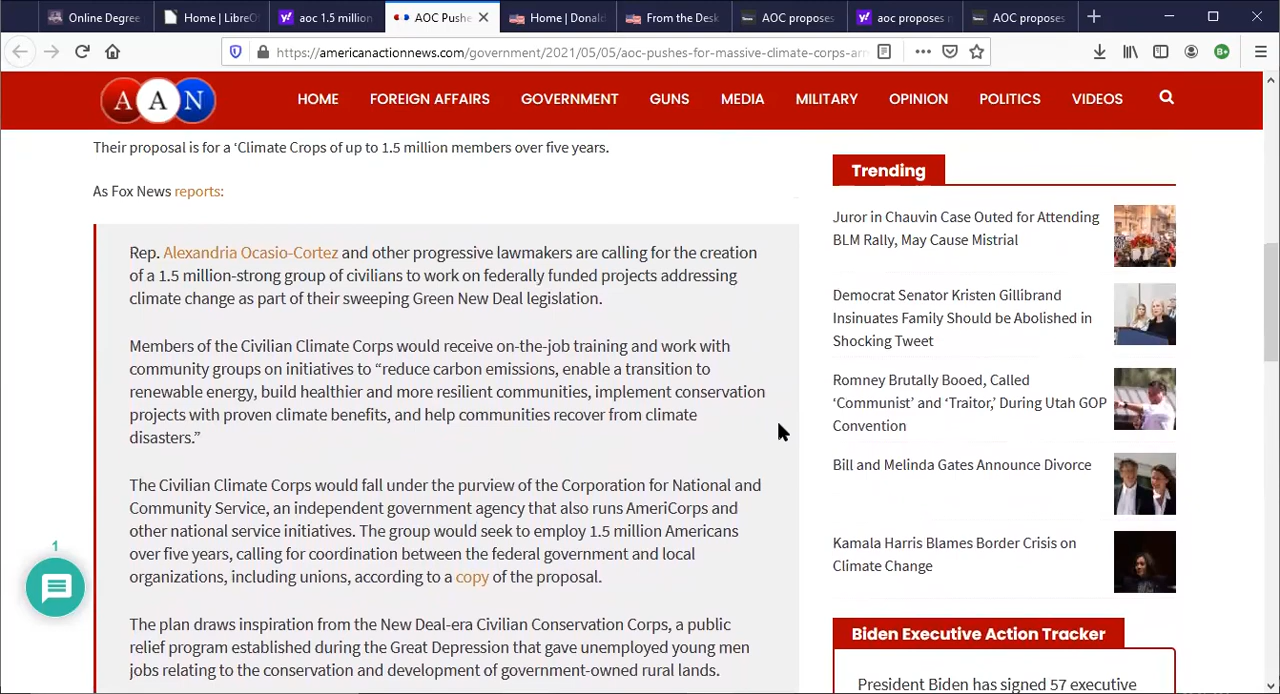 Online Degree
Home | LibreO
aoc 1.5 million
AOC Pushe
Home | Donald
From the Desk
AOC proposes
aoc proposes n
AOC proposes
https://americanactionnews.com/government/2021/05/05/aoc-pushes-for-massive-climate-corps-am
AAN
HOME
FOREIGN AFFAIRS
GOVERNMENT
GUNS
MEDIA
MILITARY
OPINION
POLITICS
VIDEOS
Their proposal is for a ‘Climate Crops of up to 1.5 million members over five years.
As Fox News reports:
Rep. Alexandria Ocasio-Cortez and other progressive lawmakers are calling for the creation
of a 1.5 million-strong group of civilians to work on federally funded projects addressing
climate change as part of their sweeping Green New Deal legislation.
Members of the Civilian Climate Corps would receive on-the-job training and work with
community groups on initiatives to “reduce carbon emissions, enable a transition to
renewable energy, build healthier and more resilient communities, implement conservation
projects with proven climate benefits, and help communities recover from climate
disasters.”
The Civilian Climate Corps would fall under the purview of the Corporation for National and
Community Service, an independent government agency that also runs AmeriCorps and
other national service initiatives. The group would seek to employ 1.5 million Americans
over five years, calling for coordination between the federal government and local
organizations, including unions, according to a copy of the proposal.
The plan draws inspiration from the New Deal-era Civilian Conservation Corps, a public
relief program established during the Great Depression that gave unemployed young men
jobs relating to the conservation and development of government-owned rural lands.
1
Trending
Juror in Chauvin Case Outed for Attending
BLM Rally, May Cause Mistrial
Democrat Senator Kristen Gillibrand
Insinuates Family Should be Abolished in
Shocking Tweet
Romney Brutally Booed, Called
‘Communist’ and ‘Traitor,’ During Utah GOP
Convention
Bill and Melinda Gates Announce Divorce
Kamala Harris Blames Border Crisis on
Climate Change
Biden Executive Action Tracker
President Biden has signed 57 executive